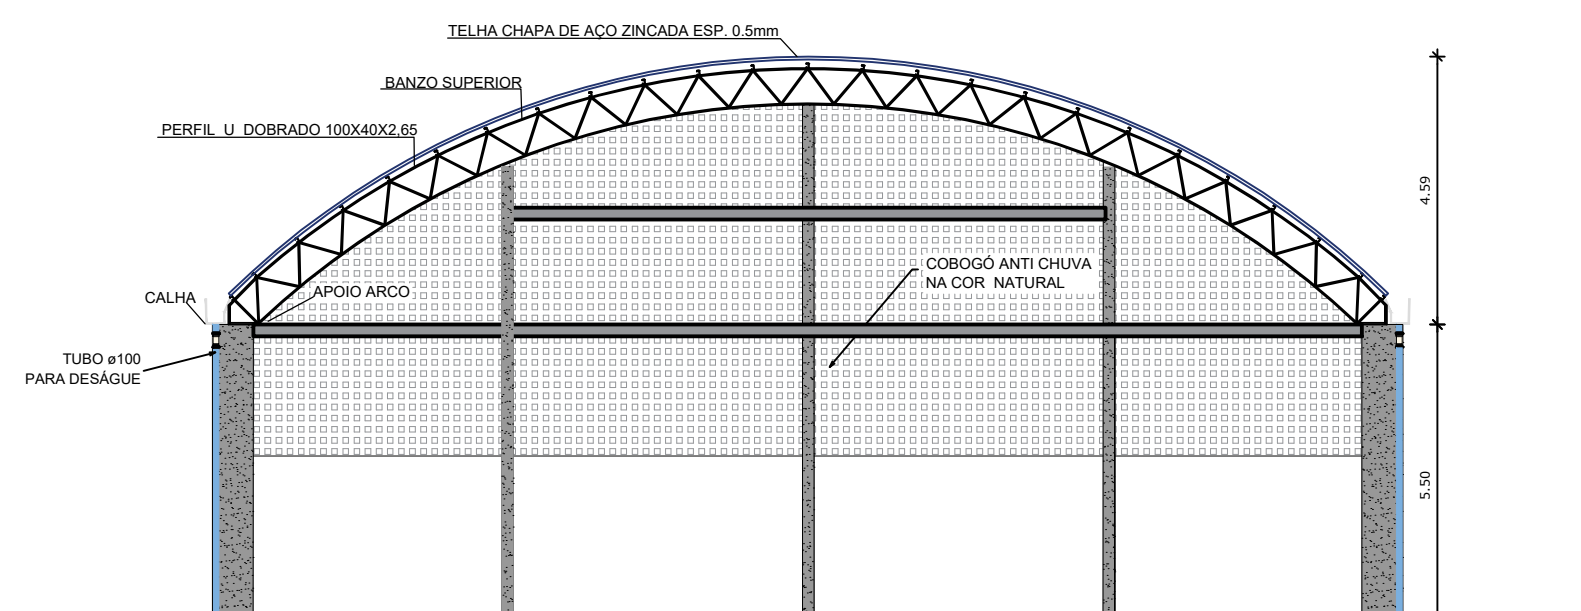 TELHA CHAPA DE AÇO ZINCADA ESP. 0.5mm
BANZO SUPERIOR
PERFIL U DOBRADO 100X40X2,65
4.59
COBOGÓ ANTI CHUVA
NA COR NATURAL
APOIO ARCO
CALHA
TUBO ø100
PARA DESÁGUE
5.50